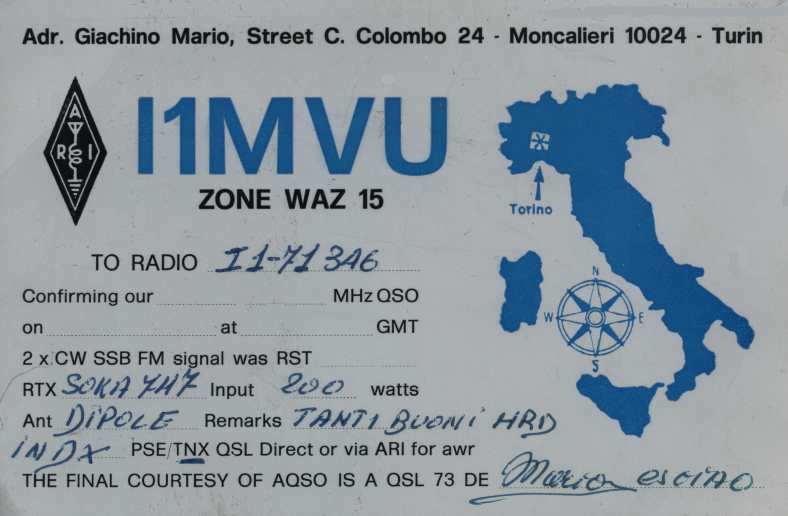 Adr. Giachino Mario, Street C. Colombo 24 - Moncalieri 10024 - Turin
A
R I
I1MVU
ZONE WAZ 15
Torino
TO RADIO I1-71346
Confirming our MHz QSO
on at GMT
2 x CW SSB FM signal was RST
RTX SOKA 747 Input 200 watts
Ant DIPOLE Remarks TANTI BUONI HRD
IN DX PSE/TNX QSL Direct or via ARI for awr
THE FINAL COURTESY OF AQSO IS A QSL 73 DE Mario es CIAO
N
W E
S